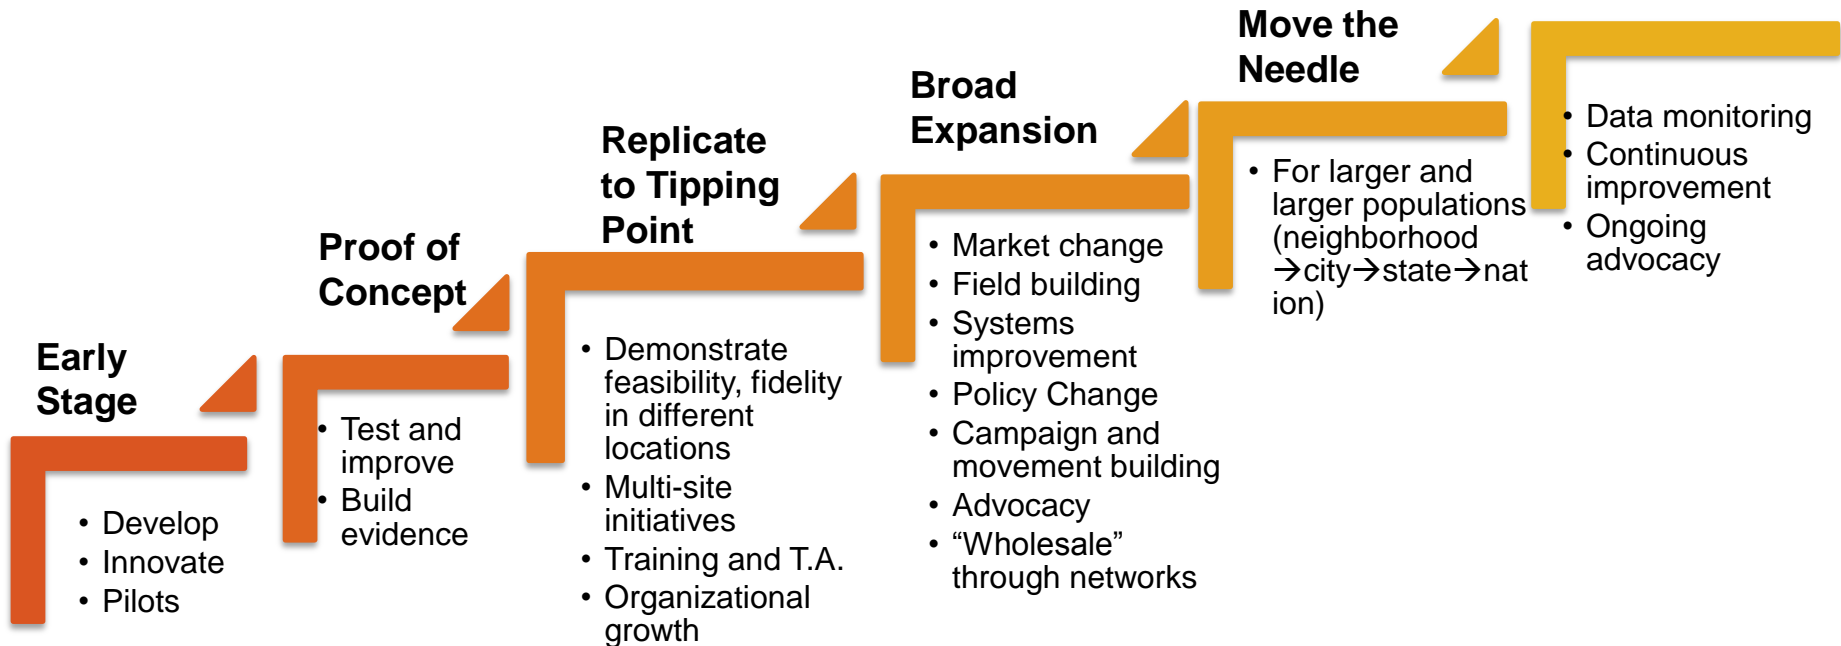 Early
Stage
• Develop
• Innovate
• Pilots
Proof of
Concept
• Test and
improve
• Build
evidence
Replicate
to Tipping
Point
• Demonstrate
feasibility, fidelity
in different
locations
• Multi-site
initiatives
• Training and T.A.
• Organizational
growth
Broad
Expansion
• Market change
• Field building
• Systems
improvement
• Policy Change
• Campaign and
movement building
• Advocacy
• “Wholesale”
through networks
Move the
Needle
• For larger and
larger populations
(neighborhood
→city→state→nat
ion)
• Data monitoring
• Continuous
improvement
• Ongoing
advocacy